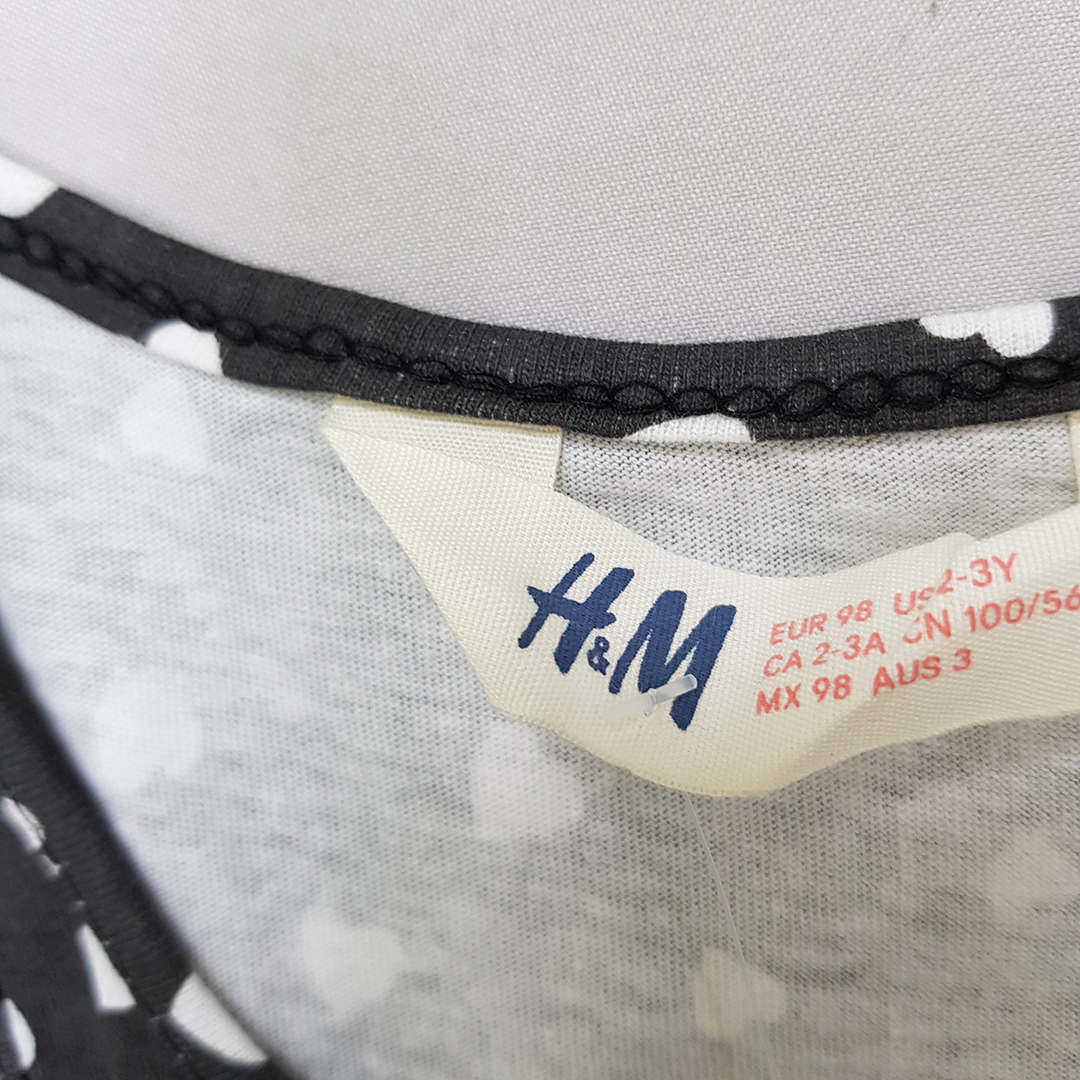 H&M
EUR 98 US 2-3Y
CA 2-3A CN 100/56
MX 98 AUS 3